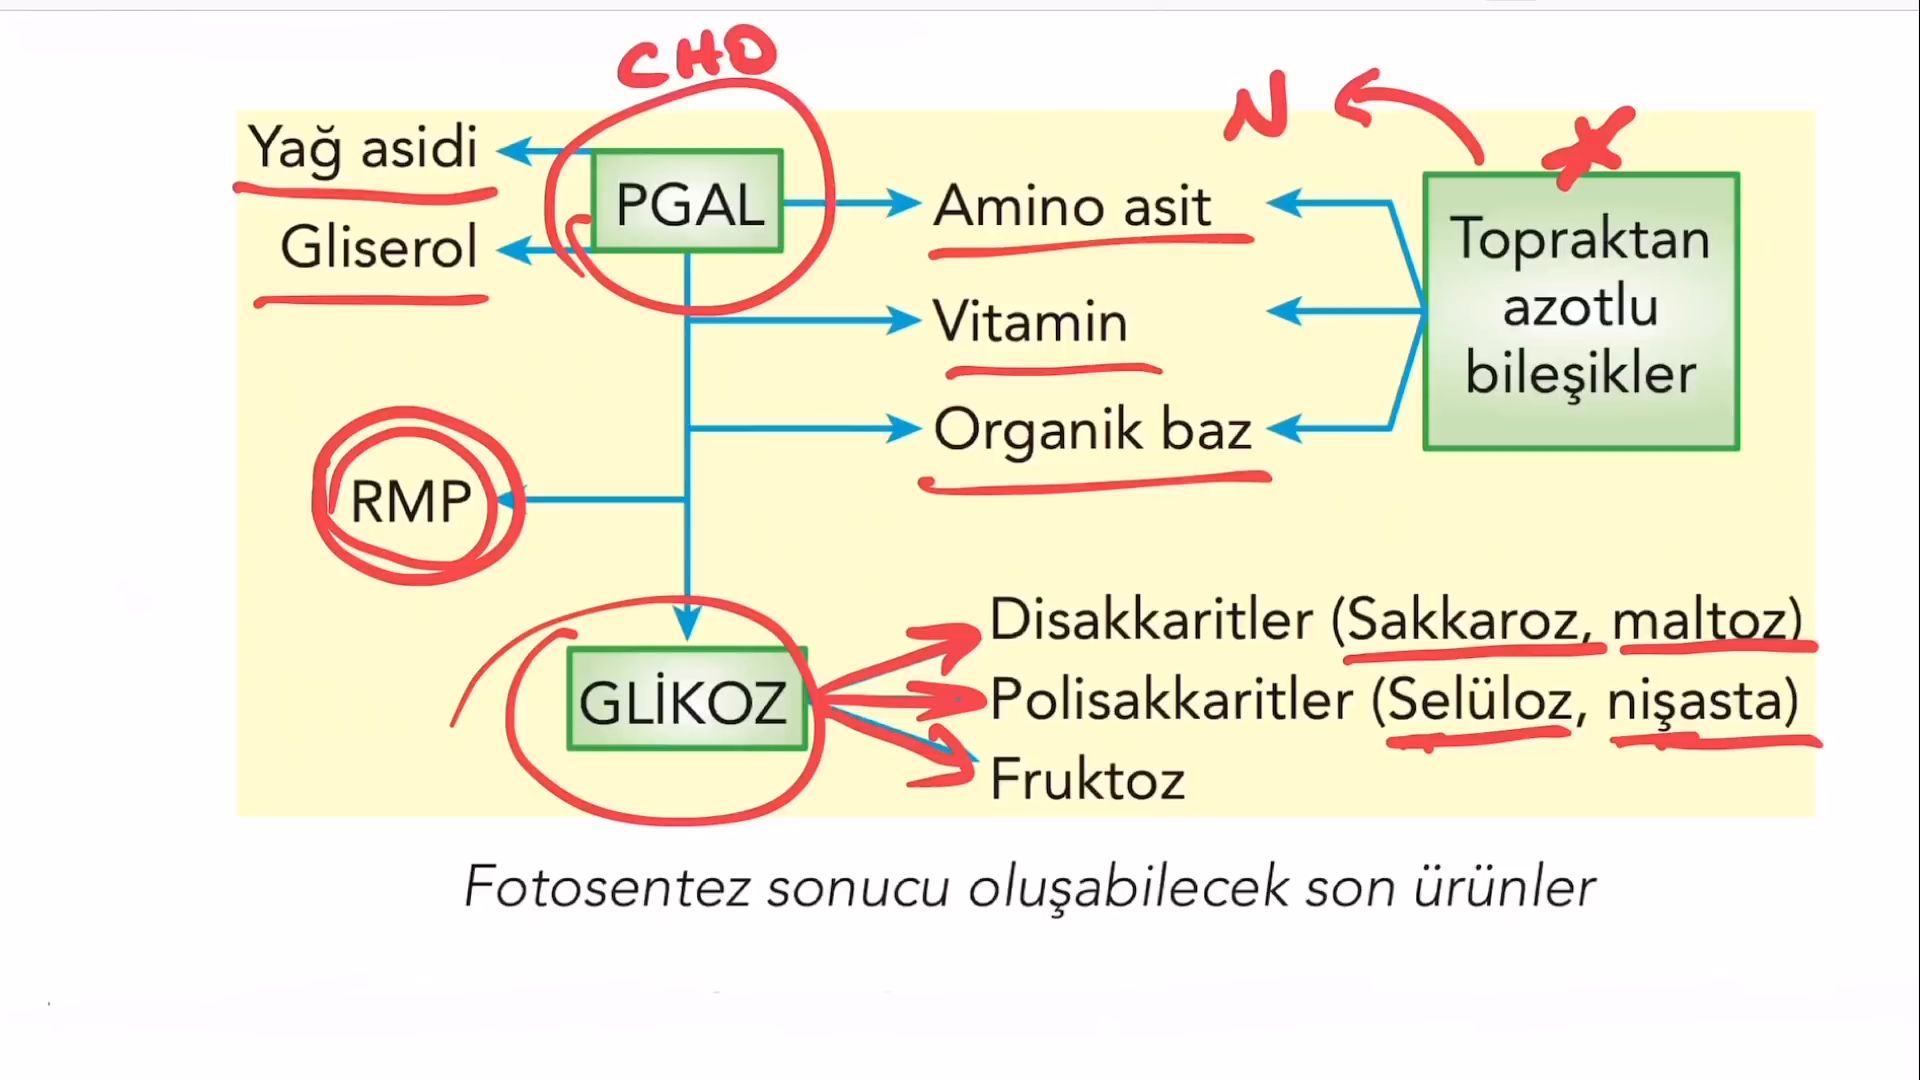 CHO
N
Yağ asidi
PGAL
Gliserol
Amino asit
Vitamin
Organik baz
Topraktan
azotlu
bileşikler
RMP
GLİKOZ
Disakkaritler (Sakkaroz, maltoz)
Polisakkaritler (Selüloz, nişasta)
Fruktoz
Fotosentez sonucu oluşabilecek son ürünler